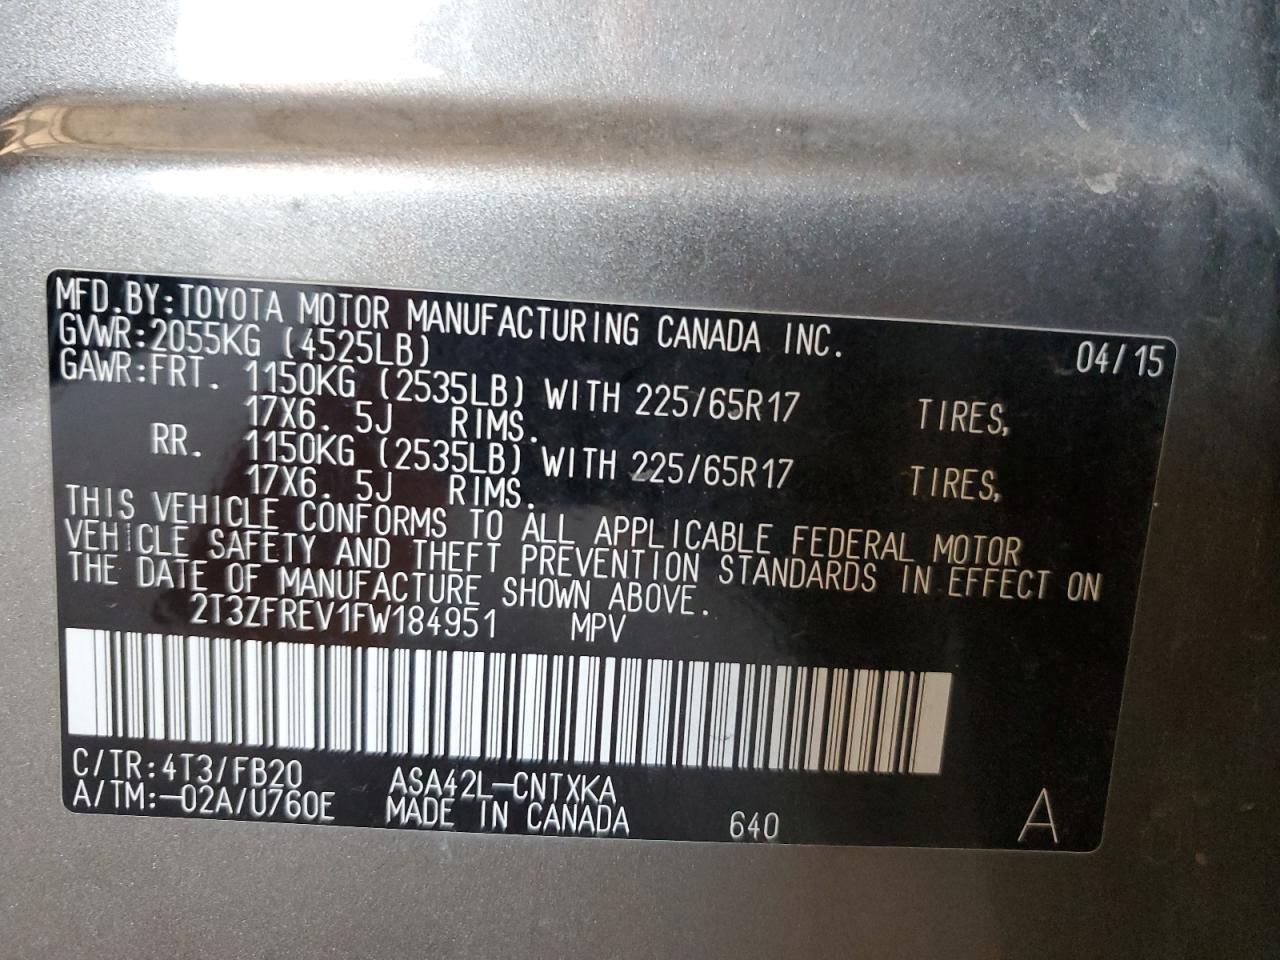 MFD.BY:TOYOTA MOTOR MANUFACTURING CANADA INC. 04/15
GVWR:2055KG (4525LB)
GAWR:FRT. 1150KG (2535LB) WITH 225/65R17 TIRES,
17X6. 5J RIMS.
RR. 1150KG (2535LB) WITH 225/65R17 TIRES,
17X6. 5J RIMS.
THIS VEHICLE CONFORMS TO ALL APPLICABLE FEDERAL MOTOR
VEHICLE SAFETY AND THEFT PREVENTION STANDARDS IN EFFECT ON
THE DATE OF MANUFACTURE SHOWN ABOVE.
2T3ZFREV1FW184951 MPV
C/TR:4T3/FB20 ASA42L-CNTXKA
A/TM:-02A/U760E MADE IN CANADA 640 A